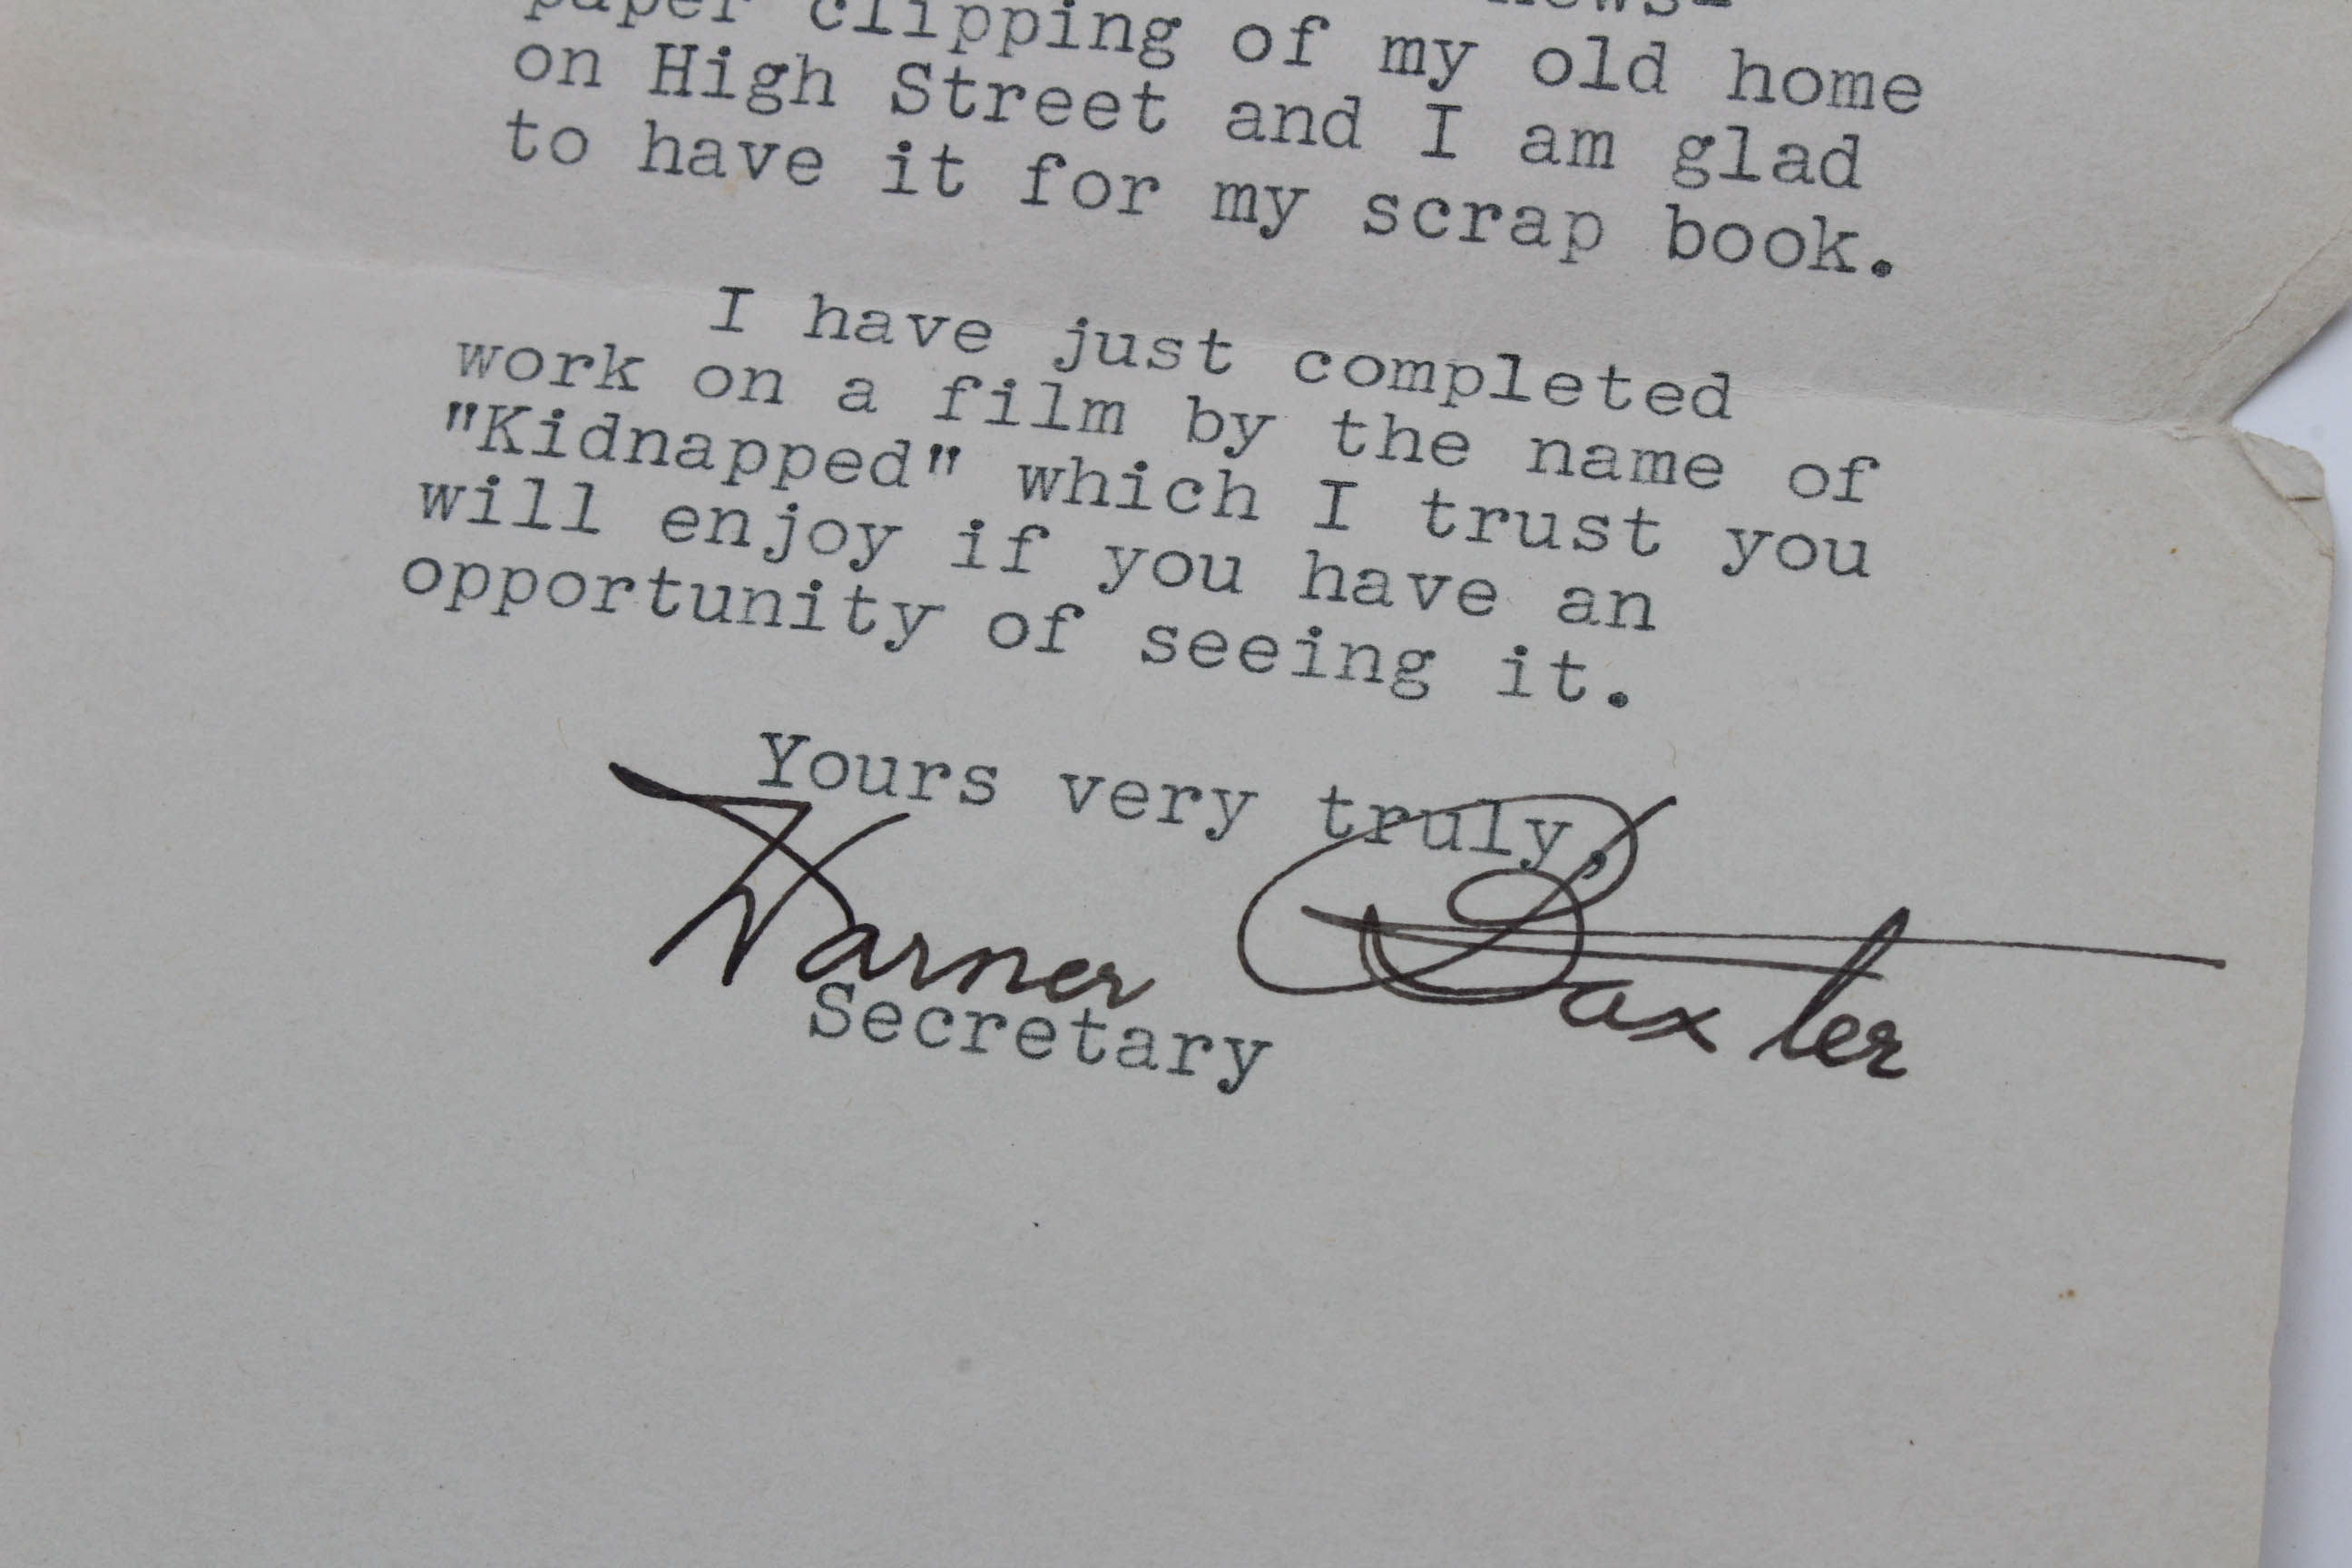 news-
paper clipping of my old home
on High Street and I am glad
to have it for my scrap book.
I have just completed
work on a film by the name of
"Kidnapped" which I trust you
will enjoy if you have an
opportunity of seeing it.
Yours very truly,
Warner Baxter
Secretary